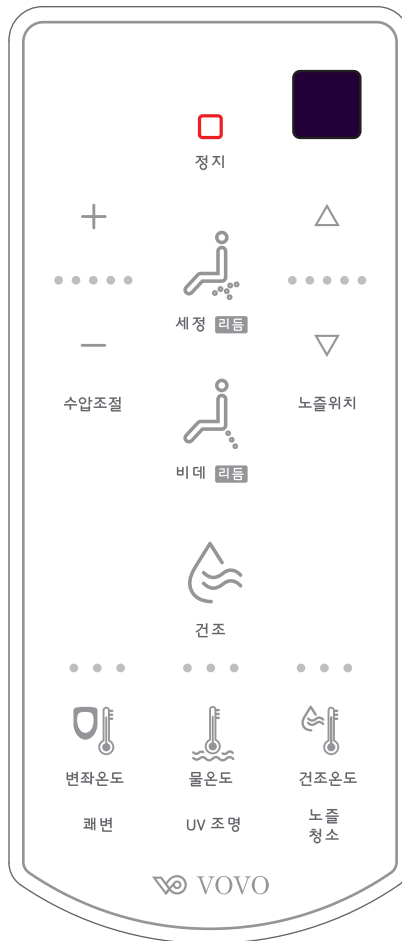 정지
세정 리듬
수압조절
노즐위치
비데 리듬
건조
변좌온도 물온도 건조온도
쾌변 UV 조명 노즐
청소
VOVO